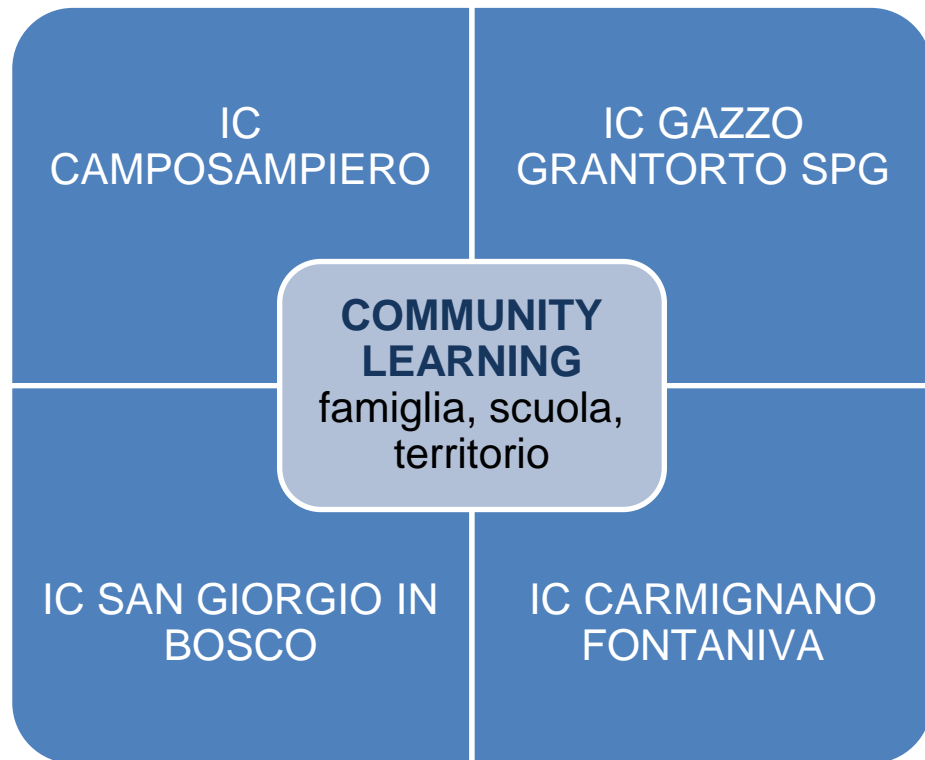 IC
CAMPOSAMPIERO
IC GAZZO
GRANTORTO SPG
COMMUNITY
LEARNING
famiglia, scuola,
territorio
IC SAN GIORGIO IN
BOSCO
IC CARMIGNANO
FONTANIVA